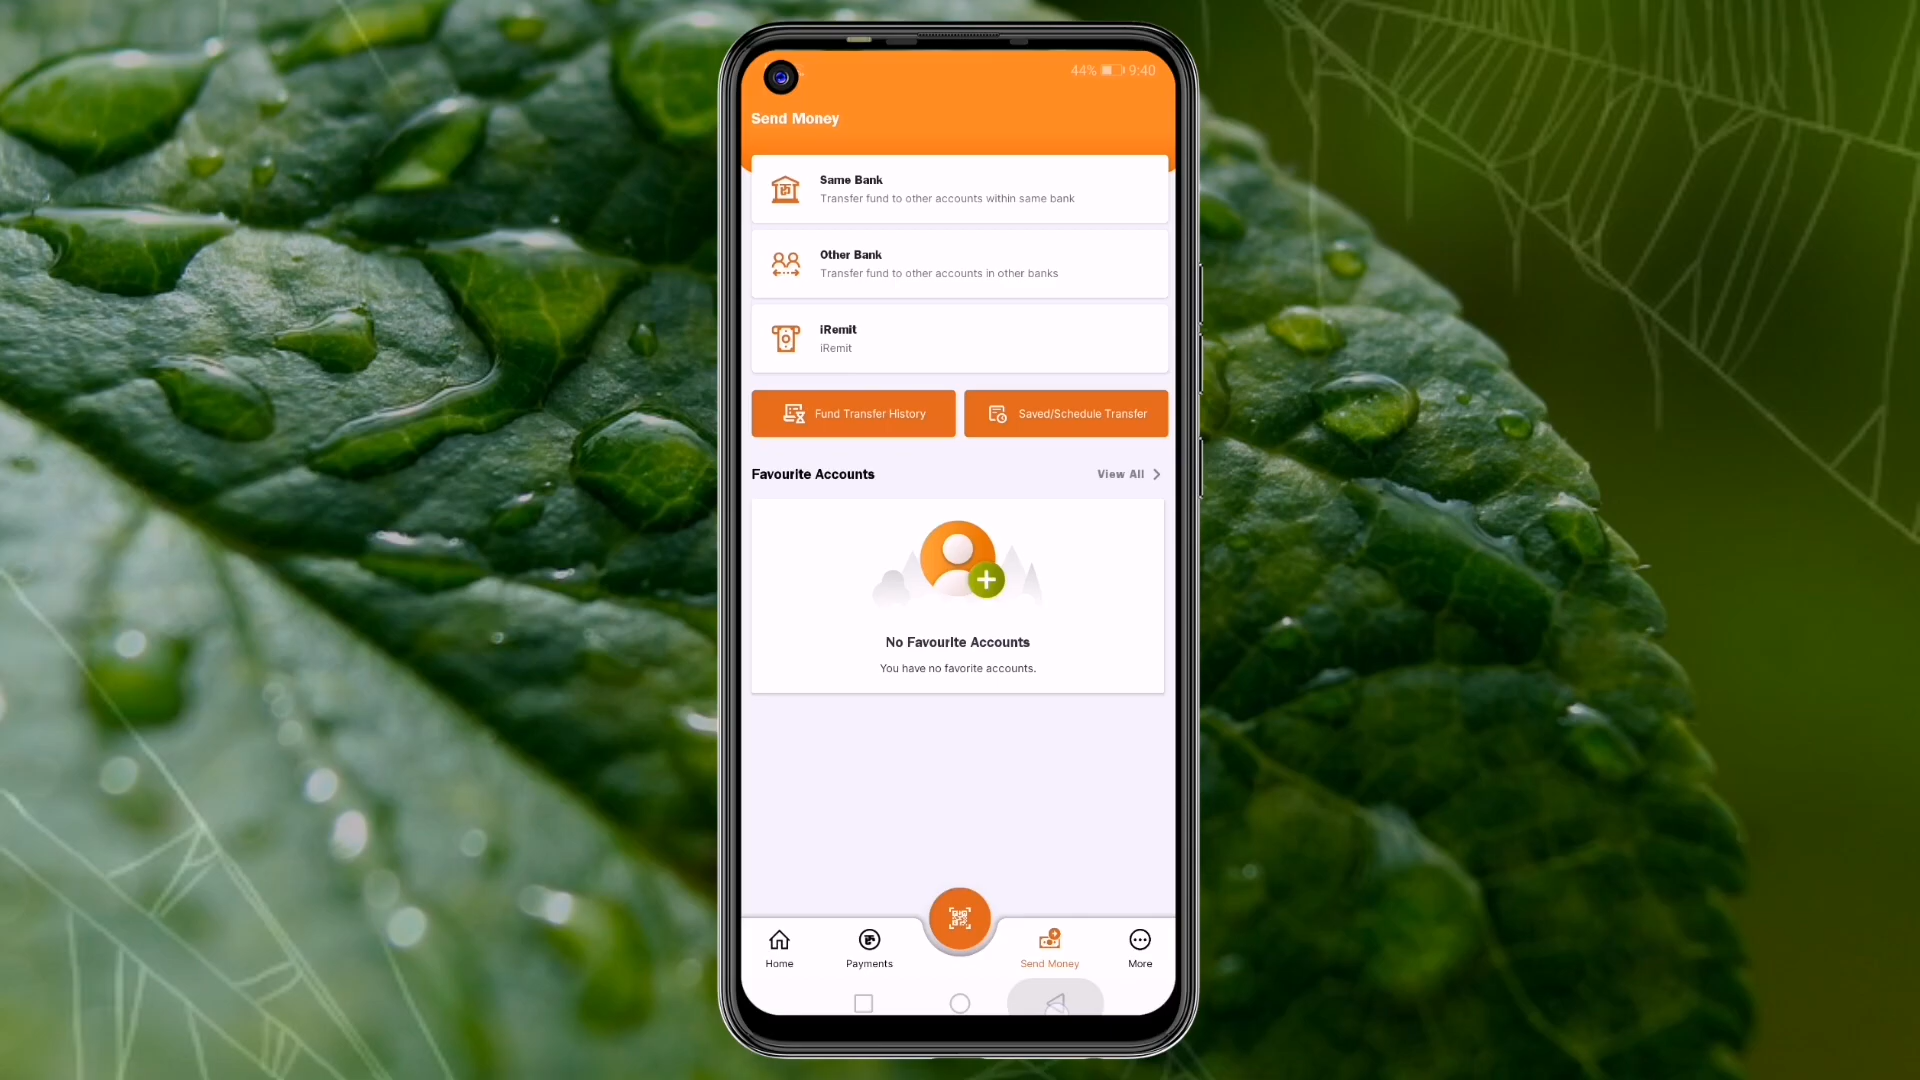 44% 9:40
Send Money
Same Bank
Transfer fund to other accounts within same bank
Other Bank
Transfer fund to other accounts in other banks
iRemit
iRemit
Fund Transfer History
Saved/Schedule Transfer
Favourite Accounts
View All
No Favourite Accounts
You have no favorite accounts.
Home
Payments
Send Money
More